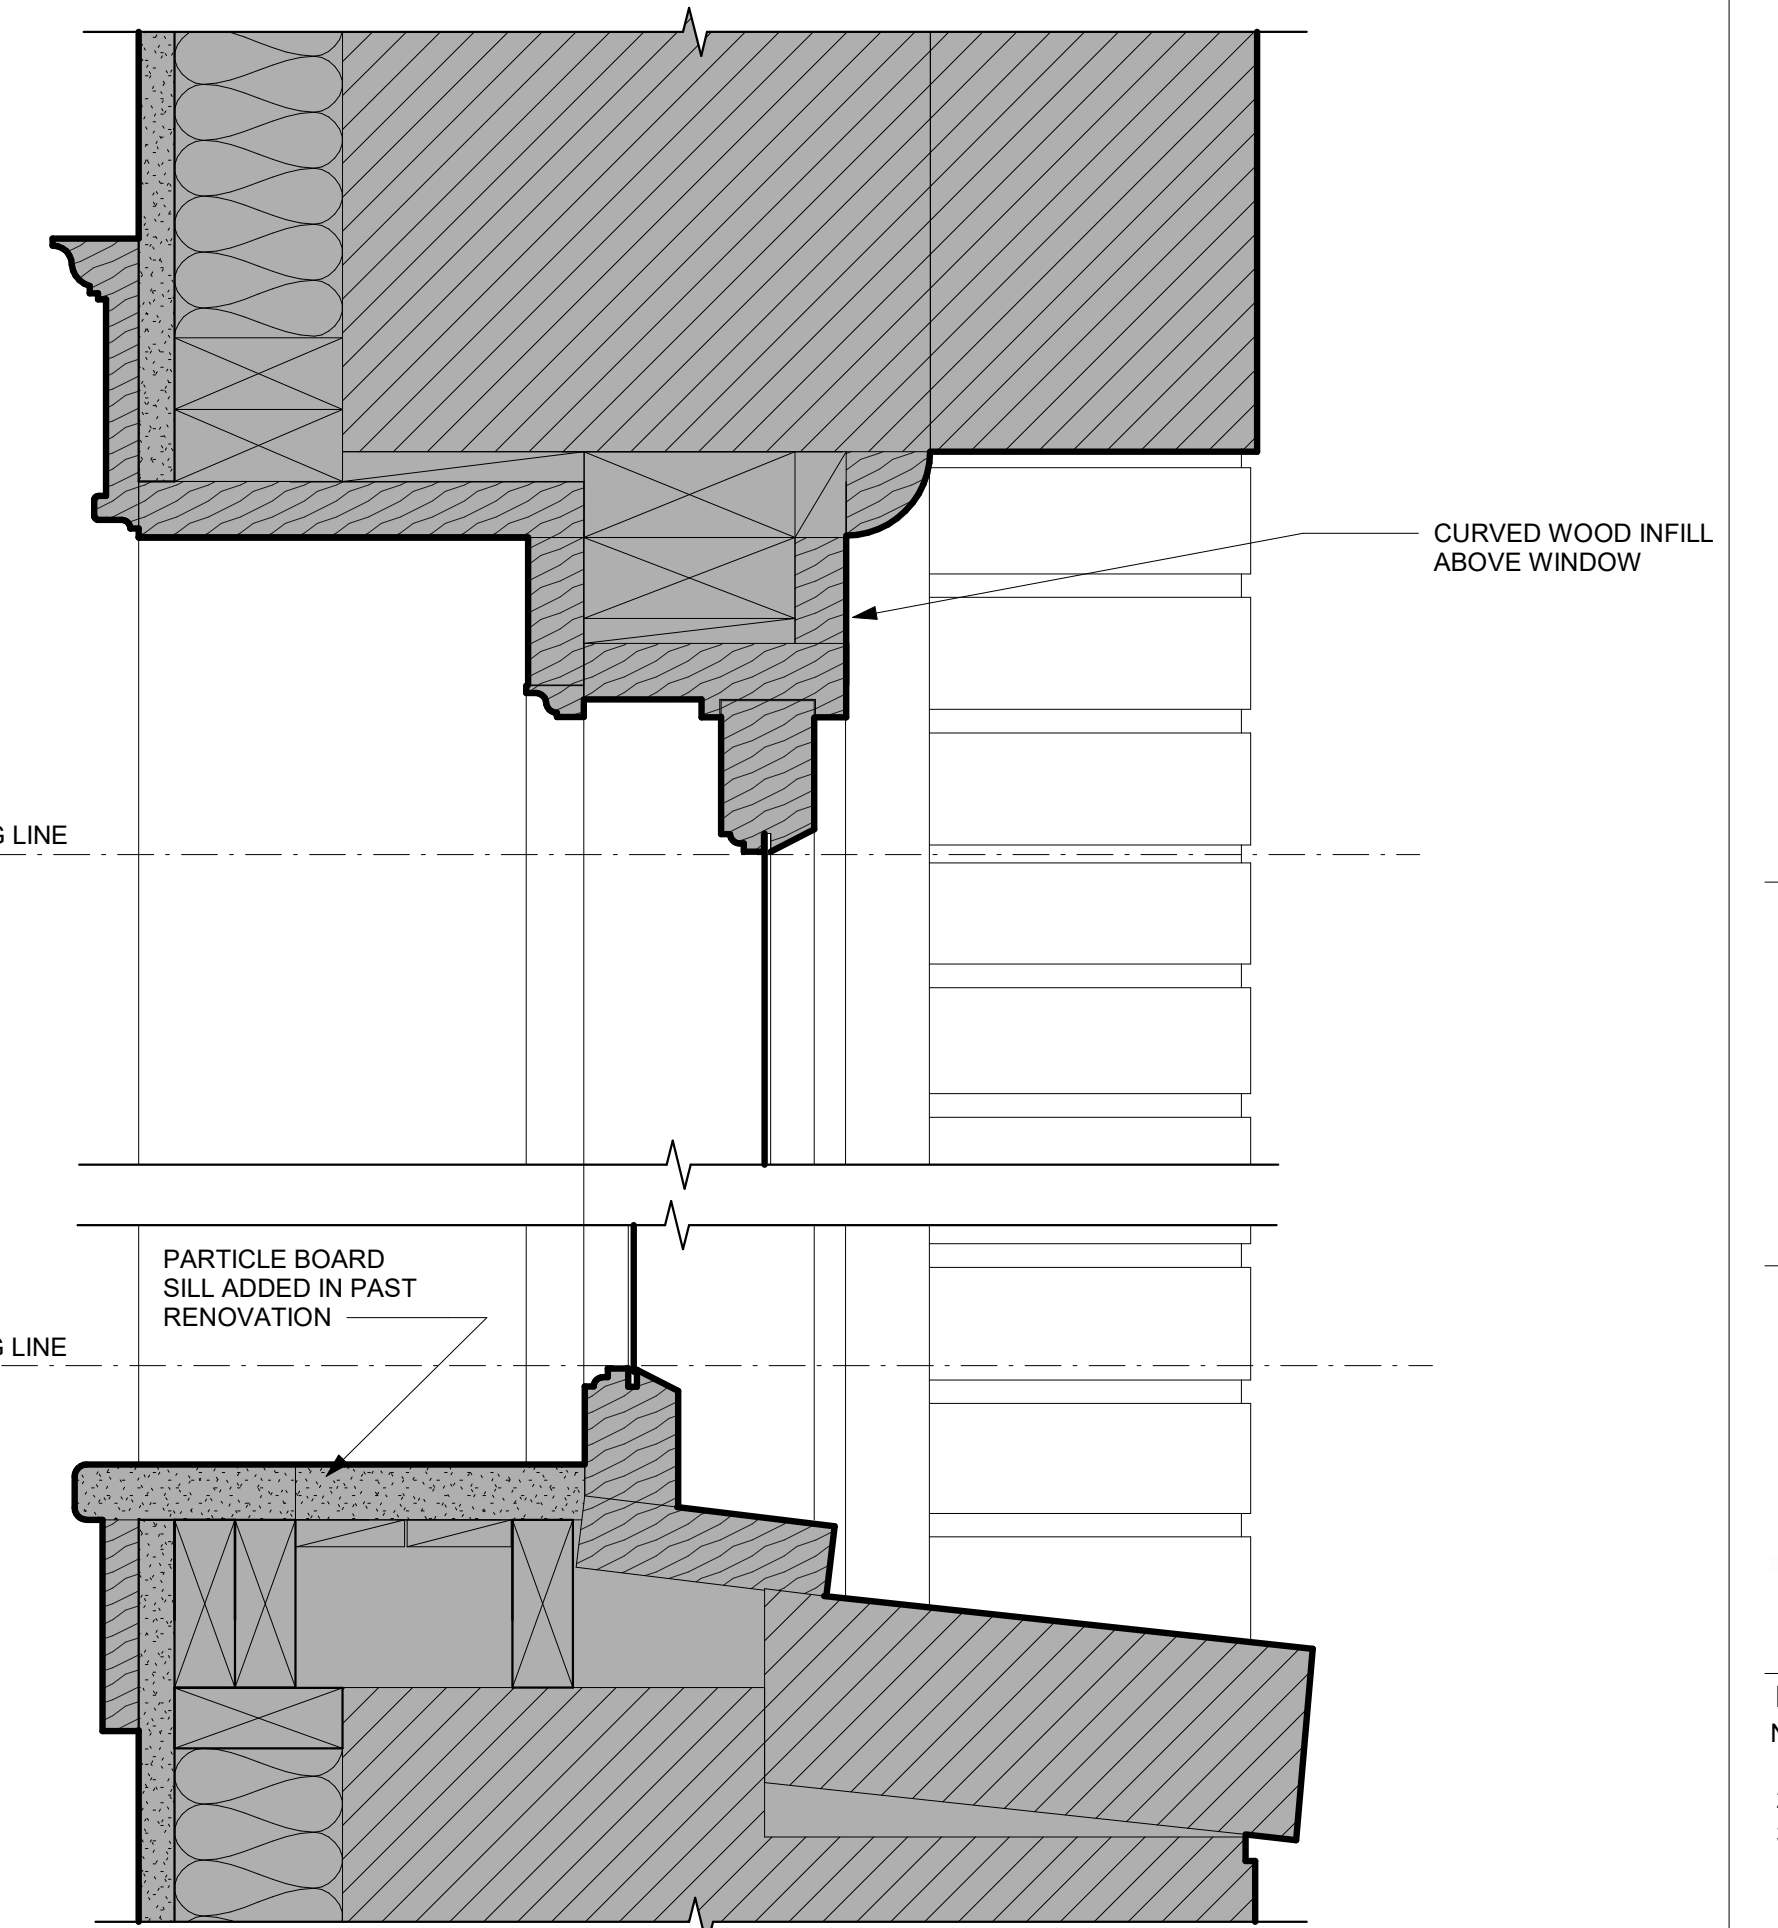 CURVED WOOD INFILL
ABOVE WINDOW
G LINE
PARTICLE BOARD
SILL ADDED IN PAST
RENOVATION
G LINE